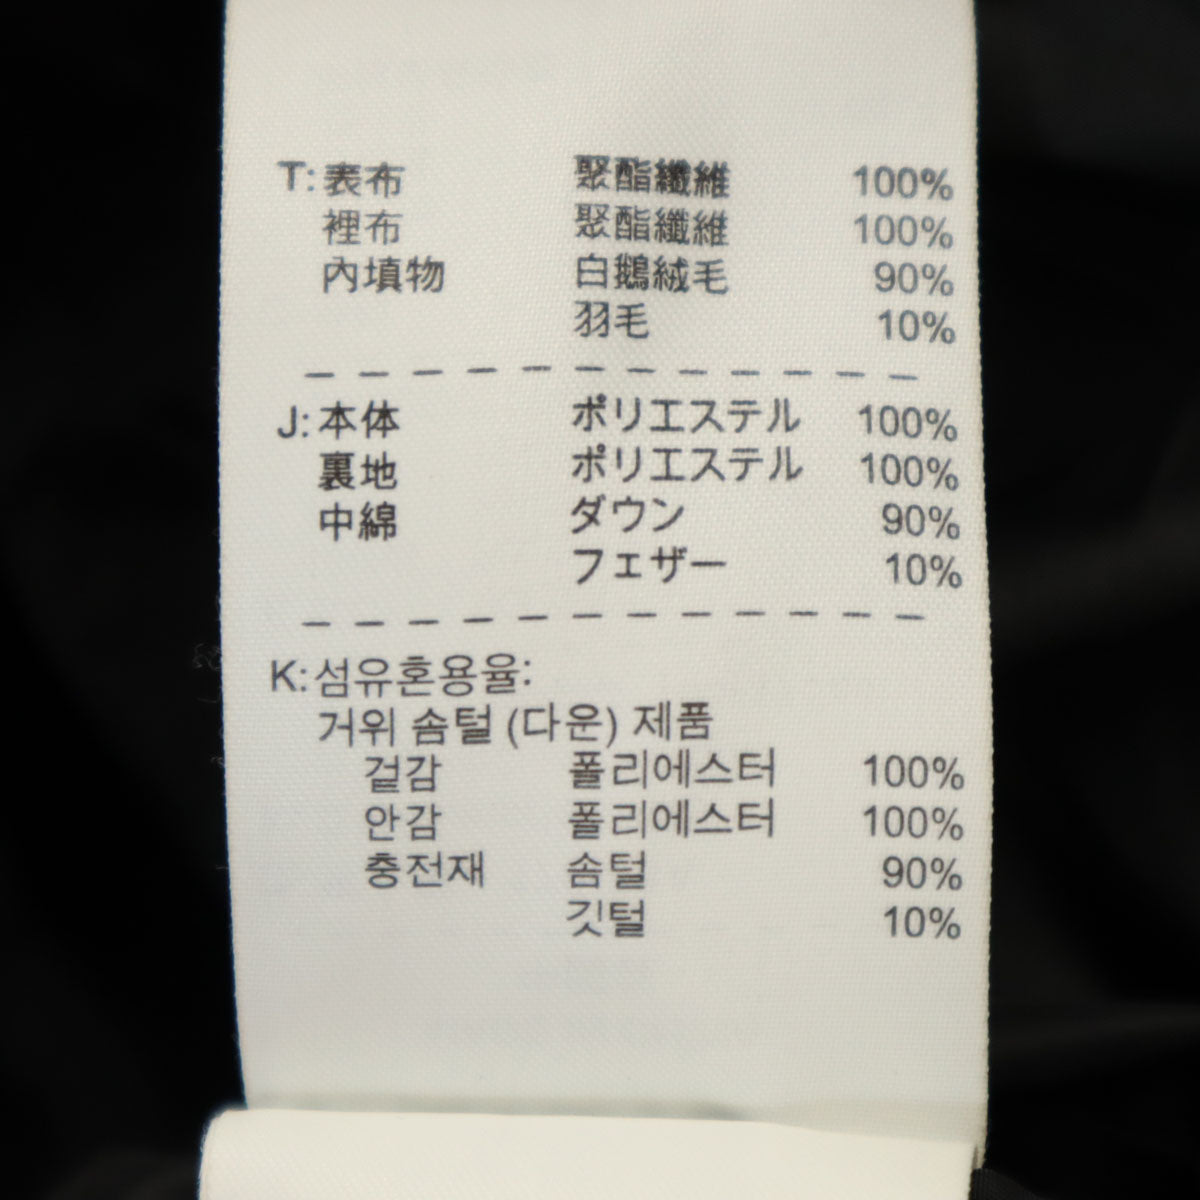 T: 表布 聚酯纖維 100%
裡布 聚酯纖維 100%
內填物 白鵝絨毛 90%
羽毛 10%
J: 本体 ポリエステル 100%
裏地 ポリエステル 100%
中綿 ダウン 90%
フェザー 10%
K: 섬유혼용율:
거위 솜털 (다운) 제품
겉감 폴리에스터 100%
안감 폴리에스터 100%
충전재 솜털 90%
깃털 10%